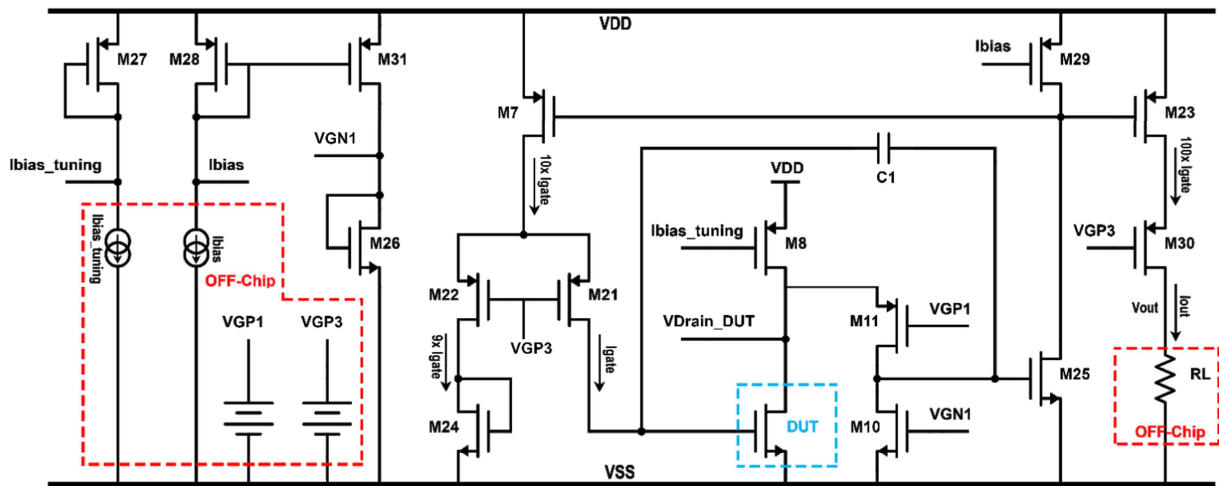 VDD
M27
M28
M31
Ibias
M29
M7
M23
VGN1
C1
Ibias_tuning
Ibias
10x Igate
VDD
100x Igate
Ibias_tuning
M8
VGP3
M30
Ibias_tuning
Ibias
M26
OFF-Chip
M22
M21
VGP1
M11
Vout
Iout
VGP1
VGP3
VDrain_DUT
VGP3
9x Igate
Igate
M25
RL
M24
DUT
M10
VGN1
OFF-Chip
VSS